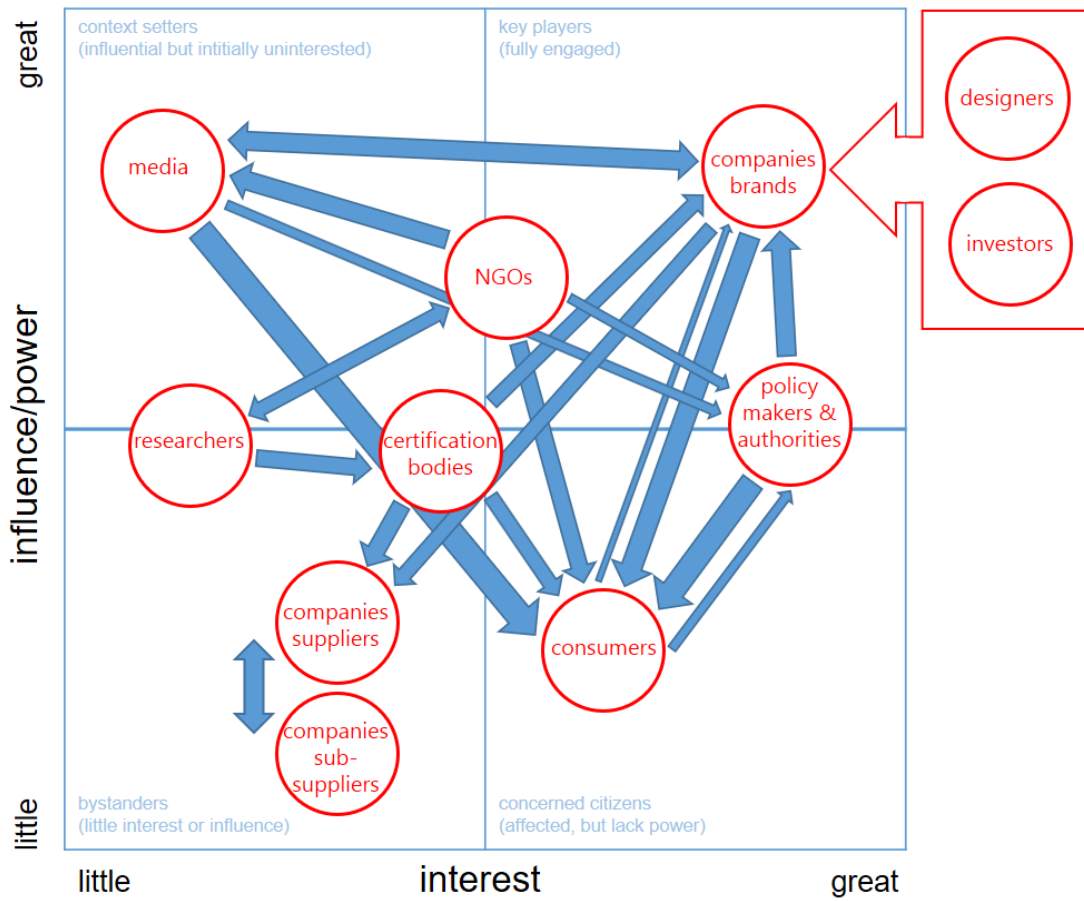 great
context setters
(influential but intitially uninterested)
key players
(fully engaged)
designers
media
companies
brands
investors
NGOs
influence/power
policy
makers &
authorities
researchers
certification
bodies
companies
suppliers
consumers
companies
sub-
suppliers
little
bystanders
(little interest or influence)
concerned citizens
(affected, but lack power)
little
interest
great